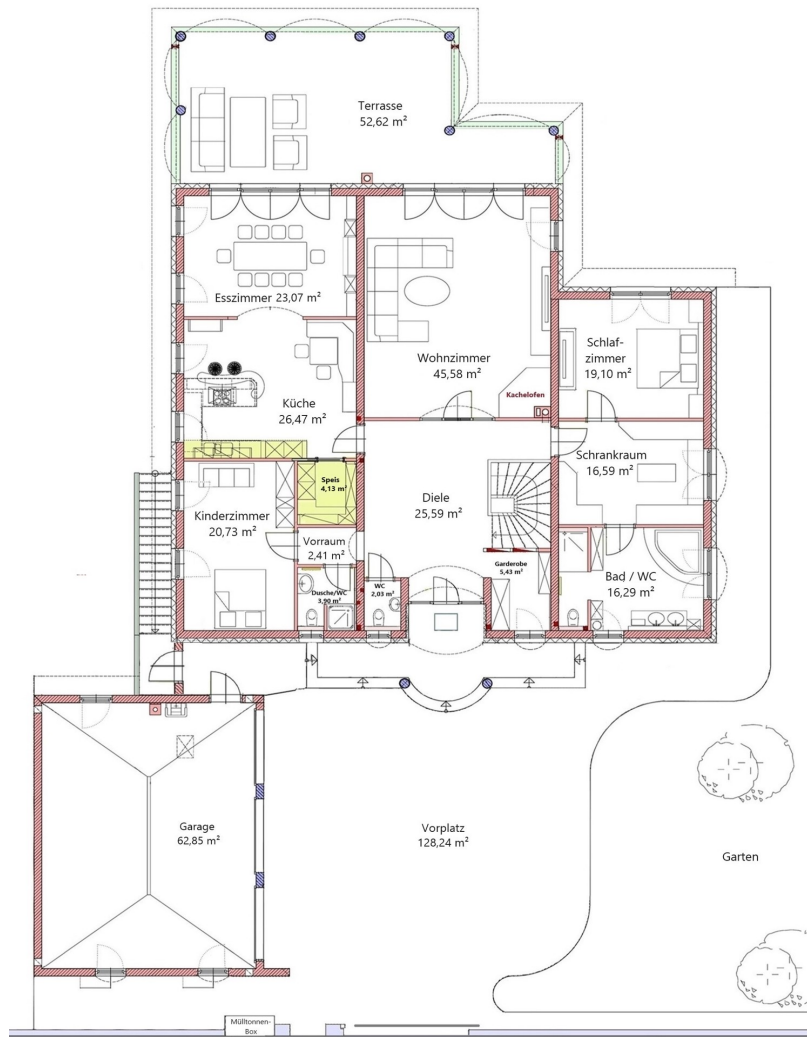 Terrasse
52,62 m²
Esszimmer 23,07 m²
Wohnzimmer
45,58 m²
Schlaf-
zimmer
19,10 m²
Küche
26,47 m²
Kachelofen
Schrankraum
16,59 m²
Speis
4,13 m²
Diele
25,59 m²
Kinderzimmer
20,73 m²
Vorraum
2,41 m²
Garderobe
5,43 m²
Bad / WC
16,29 m²
Dusche/WC
3,90 m²
WC
2,03 m²
Garage
62,85 m²
Vorplatz
128,24 m²
Garten
Mülltonnen-
Box